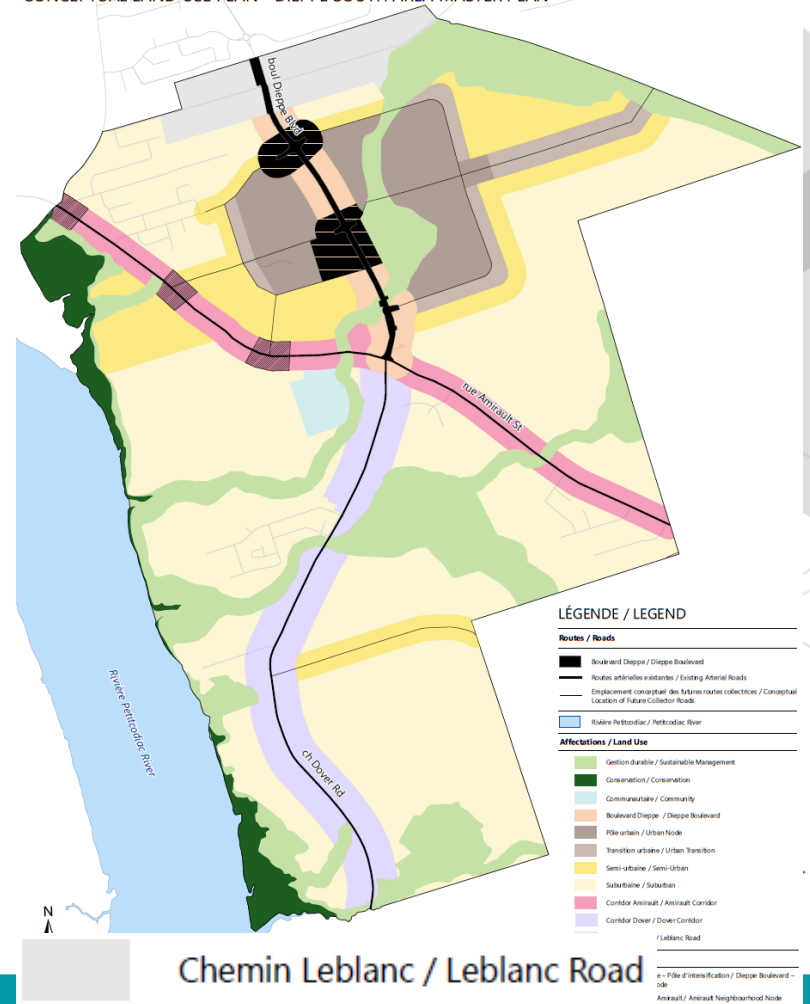 boul Dieppe Blvd
rue Amirault St
Rivière Petitcodiac River
ch Dover Rd
N
LÉGENDE / LEGEND
Routes / Roads
Boulevard Dieppe / Dieppe Boulevard
Routes artérielles existantes / Existing Arterial Roads
Emplacement conceptuel des futures routes collectrices / Conceptual
Location of Future Collector Roads
Rivière Petitcodiac / Petitcodiac River
Affectations / Land Use
Gestion durable / Sustainable Management
Conservation / Conservation
Communautaire / Community
Boulevard Dieppe / Dieppe Boulevard
Pôle urbain / Urban Node
Transition urbaine / Urban Transition
Semi-urbaine / Semi-Urban
Suburbaine / Suburban
Corridor Amirault / Amirault Corridor
Corridor Dover / Dover Corridor
/ Leblanc Road
Chemin Leblanc / Leblanc Road
e – Pôle d'intensification / Dieppe Boulevard –
Amirault / Amirault Neighbourhood Node